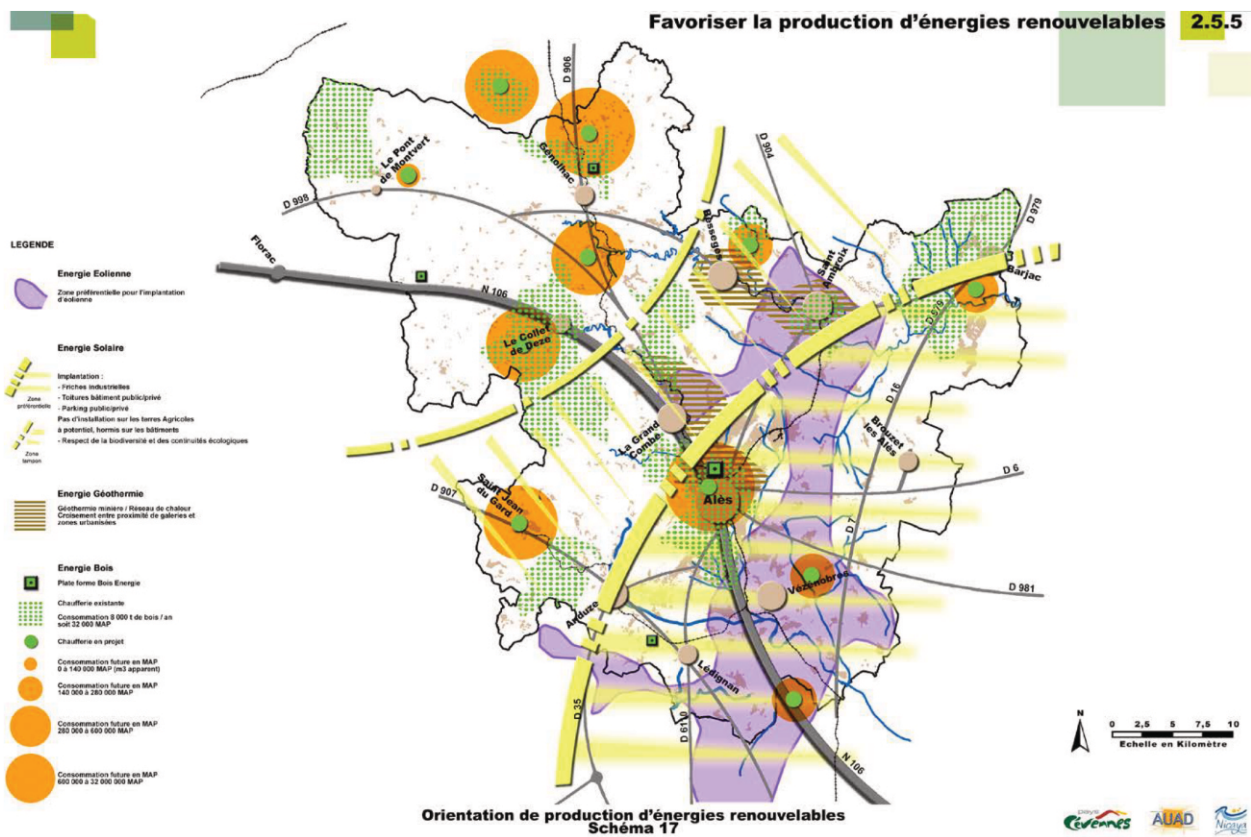 Favoriser la production d'énergies renouvelables 2.5.5
LEGENDE
Energie Eolienne
Zone préférentielle pour l'implantation
d'éolienne
Energie Solaire
Zone
préférentielle
Implantation :
- Friches industrielles
- Toitures bâtiment public/privé
- Parking public/privé
Pas d'installation sur les terres Agricoles
à potentiel, hormis sur les bâtiments
- Respect de la biodiversité et des continuités écologiques
Zone
tampon
Energie Géothermie
Géothermie minière / Réseau de chaleur
Croisement entre proximité de galeries et
zones urbanisées
Energie Bois
Plate forme Bois Energie
Chaufferie existante
Consommation 8 000 t de bois / an
soit 32 000 MAP
Chaufferie en projet
Consommation future en MAP
0 à 140 000 MAP (m3 apparent)
Consommation future en MAP
140 000 à 280 000 MAP
Consommation future en MAP
280 000 à 600 000 MAP
Consommation future en MAP
600 000 à 32 000 000 MAP
D 906
D 904
Le Pont
de Montvert
Génolhac
D 998
D 979
Florac
Bessèges
Saint
Ambroix
Barjac
N 106
D 579
Le Collet
de Deze
D 16
La Grand
Combe
Brouzet
les Alès
D 6
D 907
Saint Jean
du Gard
Alès
D 7
D 981
Vézénobres
Anduze
Lédignan
D 35
D 6110
N 106
N
0 2,5 5 7,5 10
Echelle en Kilomètre
Orientation de production d'énergies renouvelables
Schéma 17
pays
Cévennes
AUAD
Nicaya